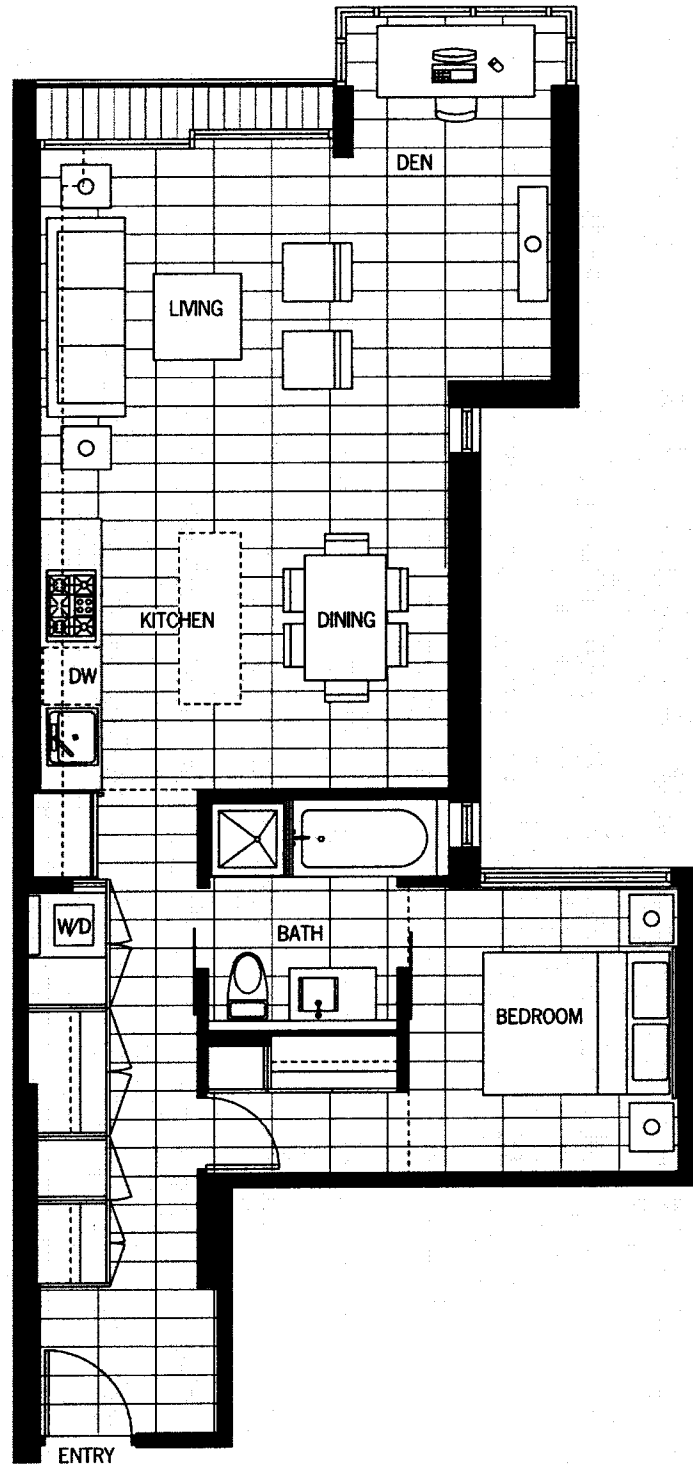 DEN
LIVING
KITCHEN
DINING
DW
W/D
BATH
BEDROOM
ENTRY